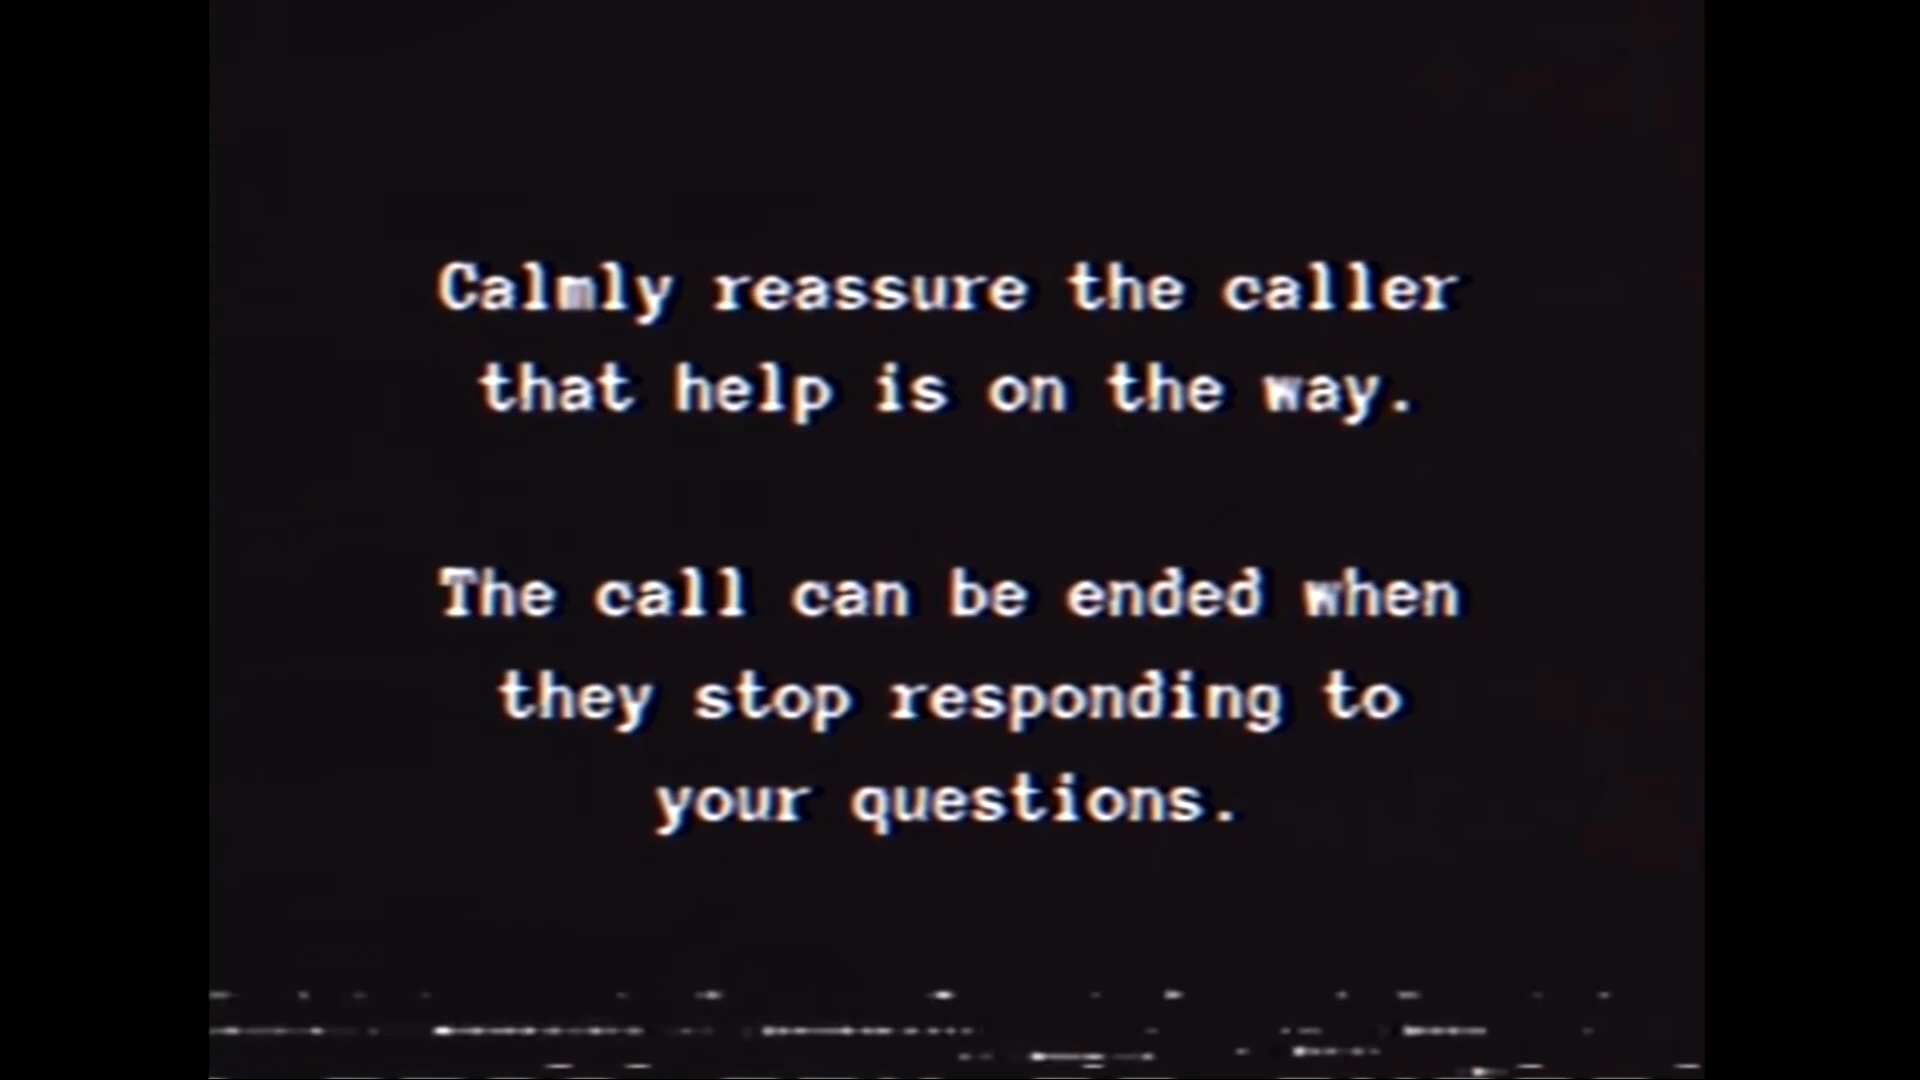 Calmly reassure the caller
that help is on the way.
The call can be ended when
they stop responding to
your questions.